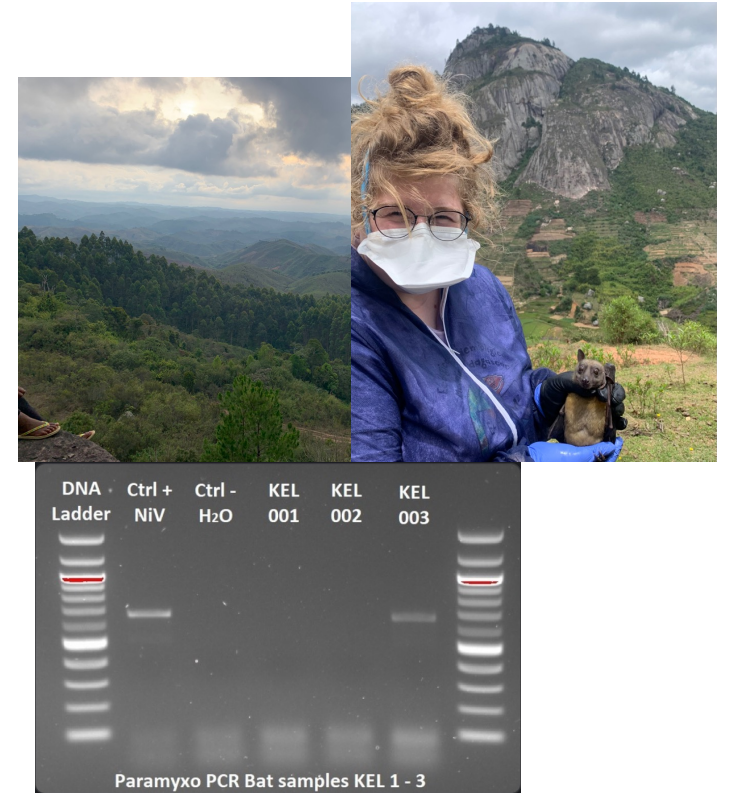 DNA Ladder
Ctrl + NiV
Ctrl - H₂O
KEL 001
KEL 002
KEL 003
Paramyxo PCR Bat samples KEL 1 - 3